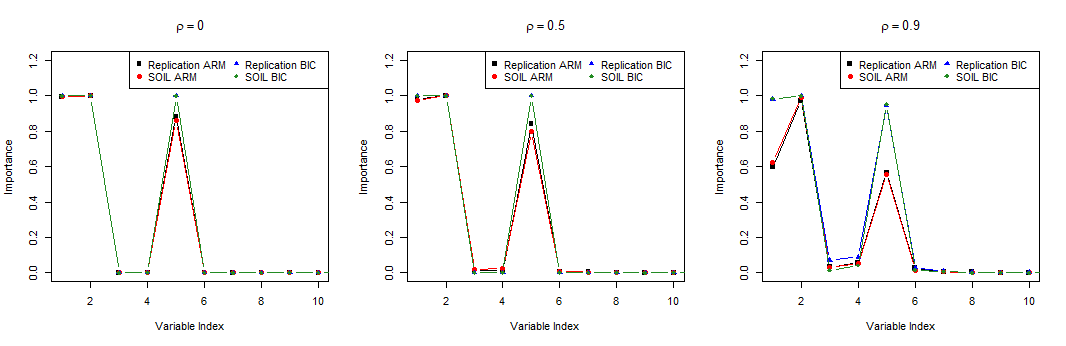 ρ = 0
Replication ARM
Replication BIC
SOIL ARM
SOIL BIC
Importance
0.0 0.2 0.4 0.6 0.8 1.0 1.2
2 4 6 8 10
Variable Index
ρ = 0.5
Replication ARM
Replication BIC
SOIL ARM
SOIL BIC
Importance
0.0 0.2 0.4 0.6 0.8 1.0 1.2
2 4 6 8 10
Variable Index
ρ = 0.9
Replication ARM
Replication BIC
SOIL ARM
SOIL BIC
Importance
0.0 0.2 0.4 0.6 0.8 1.0 1.2
2 4 6 8 10
Variable Index